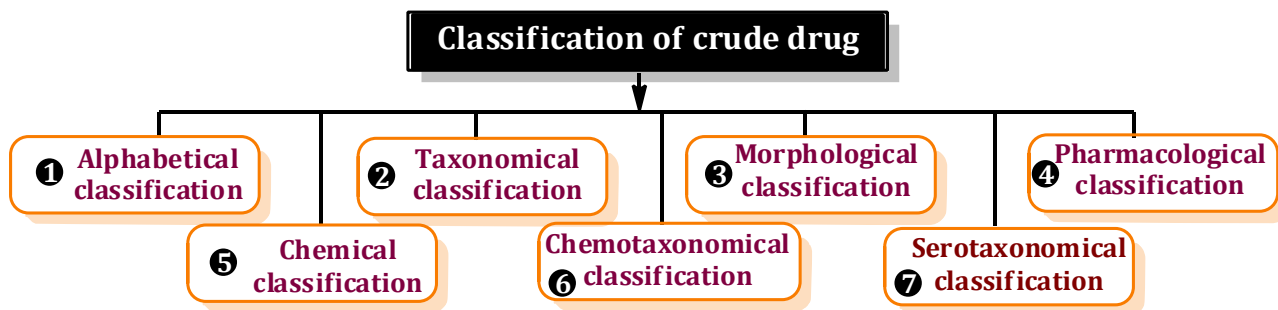 Classification of crude drug
❶ Alphabetical
classification
❷ Taxonomical
classification
❸ Morphological
classification
❹ Pharmacological
classification
❺ Chemical
classification
❻ Chemotaxonomical
classification
❼ Serotaxonomical
classification